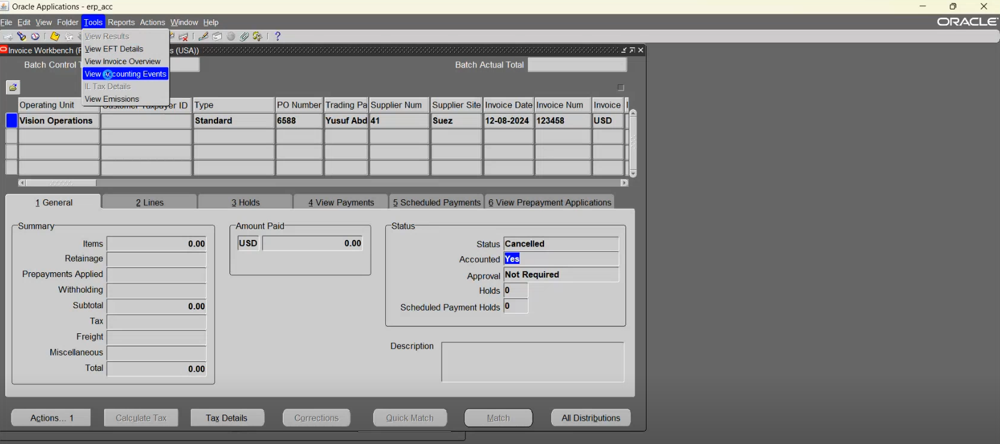 Oracle Applications - erp_acc
File Edit View Folder Tools Reports Actions Window Help
ORACLE
View Results
View EFT Details
View Invoice Overview
View Accounting Events
IL Tax Details
View Emissions
Invoice Workbench (P s (USA))
Batch Control T
Batch Actual Total
Operating Unit Customer Taxpayer ID Type PO Number Trading Pa Supplier Num Supplier Site Invoice Date Invoice Num Invoice
Vision Operations Standard 6588 Yusuf Abd 41 Suez 12-08-2024 123458 USD
1 General 2 Lines 3 Holds 4 View Payments 5 Scheduled Payments 6 View Prepayment Applications
Summary
Items 0.00
Retainage
Prepayments Applied
Withholding
Subtotal 0.00
Tax
Freight
Miscellaneous
Total 0.00
Amount Paid
USD 0.00
Status
Status Cancelled
Accounted Yes
Approval Not Required
Holds 0
Scheduled Payment Holds 0
Description
Actions... 1 Calculate Tax Tax Details Corrections Quick Match Match All Distributions